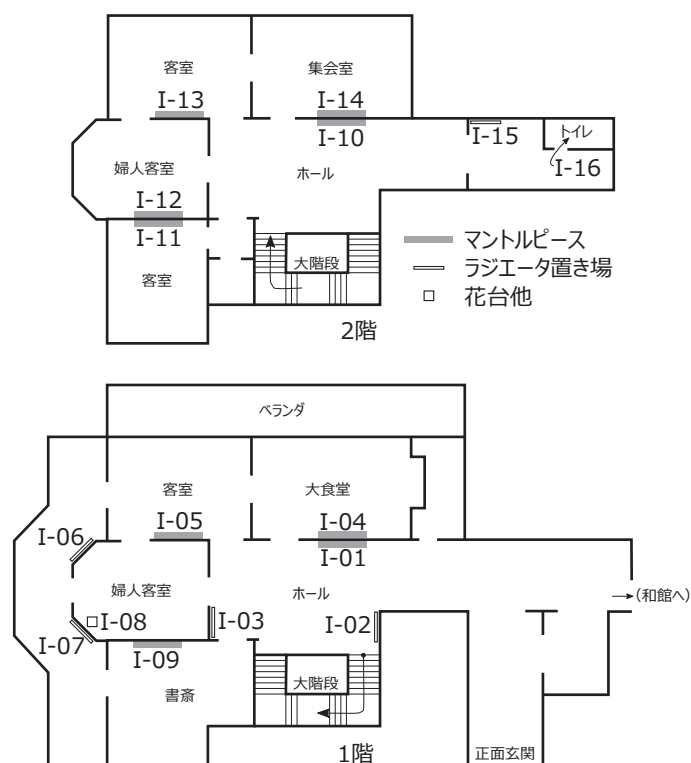 客室
集会室
I-13
I-14
I-10
I-15
トイレ
I-16
婦人客室
ホール
I-12
I-11
客室
大階段
マントルピース
ラジエータ置き場
花台他
2階
ベランダ
客室
大食堂
I-05
I-04
I-01
I-06
婦人客室
ホール
→(和館へ)
I-08
I-03
I-02
I-07
I-09
書斎
大階段
1階
正面玄関